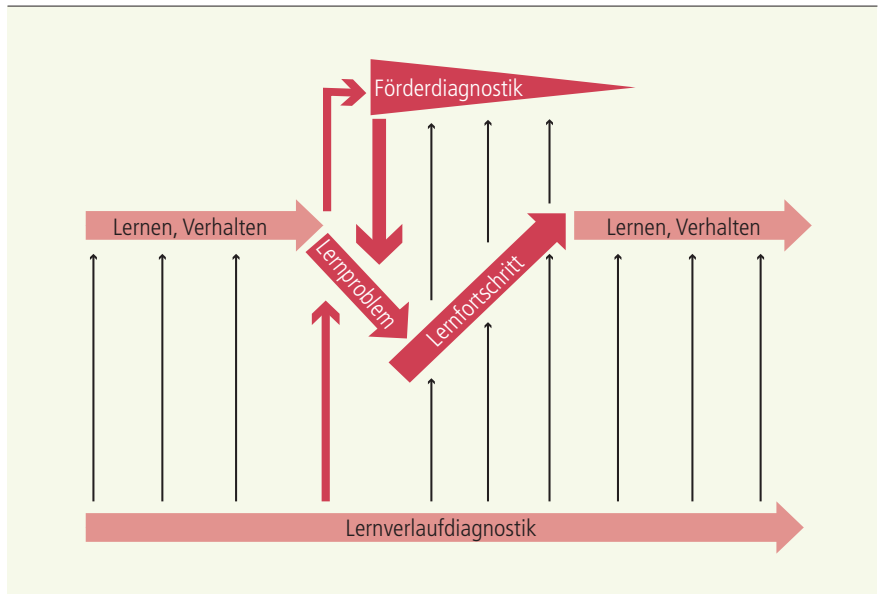 Förderdiagnostik
Lernen, Verhalten
Lernproblem
Lernfortschritt
Lernen, Verhalten
Lernverlaufdiagnostik